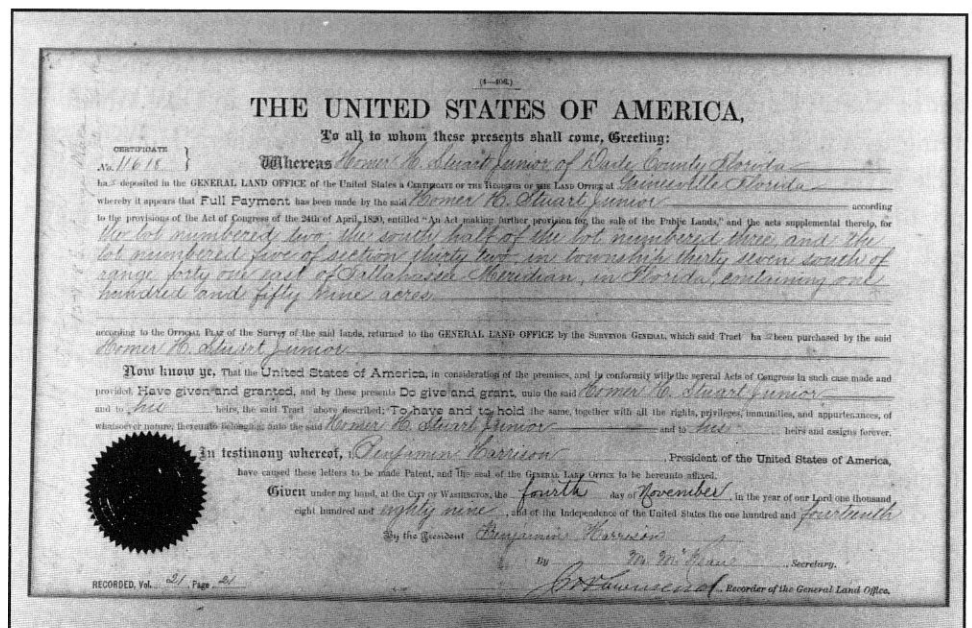 (4—406.)
THE UNITED STATES OF AMERICA,
To all to whom these presents shall come, Greeting:
CERTIFICATE
No. 11618 } Whereas Homer H. Stuart Junior of Dade County Florida
has deposited in the GENERAL LAND OFFICE of the United States a CERTIFICATE OF THE REGISTER OF THE LAND OFFICE at Gainesville Florida
whereby it appears that Full Payment has been made by the said Homer H. Stuart Junior according
to the provisions of the Act of Congress of the 24th of April, 1820, entitled "An Act making further provision for the sale of the Public Lands," and the acts supplemental thereto, for
the lot numbered two, the south half of the lot numbered three, and the
lot numbered five of section thirty two, in township thirty seven south of
range forty one east of Tallahassee Meridian, in Florida, containing one
hundred and fifty nine acres
according to the OFFICIAL PLAT of the Survey of the said lands, returned to the GENERAL LAND OFFICE by the SURVEYOR GENERAL, which said Tract has been purchased by the said
Homer H. Stuart Junior
Now know ye, That the United States of America, in consideration of the premises, and in conformity with the several Acts of Congress in such case made and
provided, Have given and granted, and by these presents Do give and grant, unto the said Homer H. Stuart Junior
and to his heirs, the said Tract above described; To have and to hold the same, together with all the rights, privileges, immunities, and appurtenances, of
whatsoever nature, thereunto belonging, unto the said Homer H. Stuart Junior and to his heirs and assigns forever.
In testimony whereof, I, Benjamin Harrison, President of the United States of America,
have caused these letters to be made Patent, and the seal of the GENERAL LAND OFFICE to be hereunto affixed.
Given under my hand, at the CITY OF WASHINGTON, the fourth day of November, in the year of our Lord one thousand
eight hundred and eighty nine, and of the Independence of the United States the one hundred and fourteenth
By the President Benjamin Harrison
By M. McKean, Secretary.
RECORDED, Vol. 21, Page 21 Townsend, Recorder of the General Land Office.